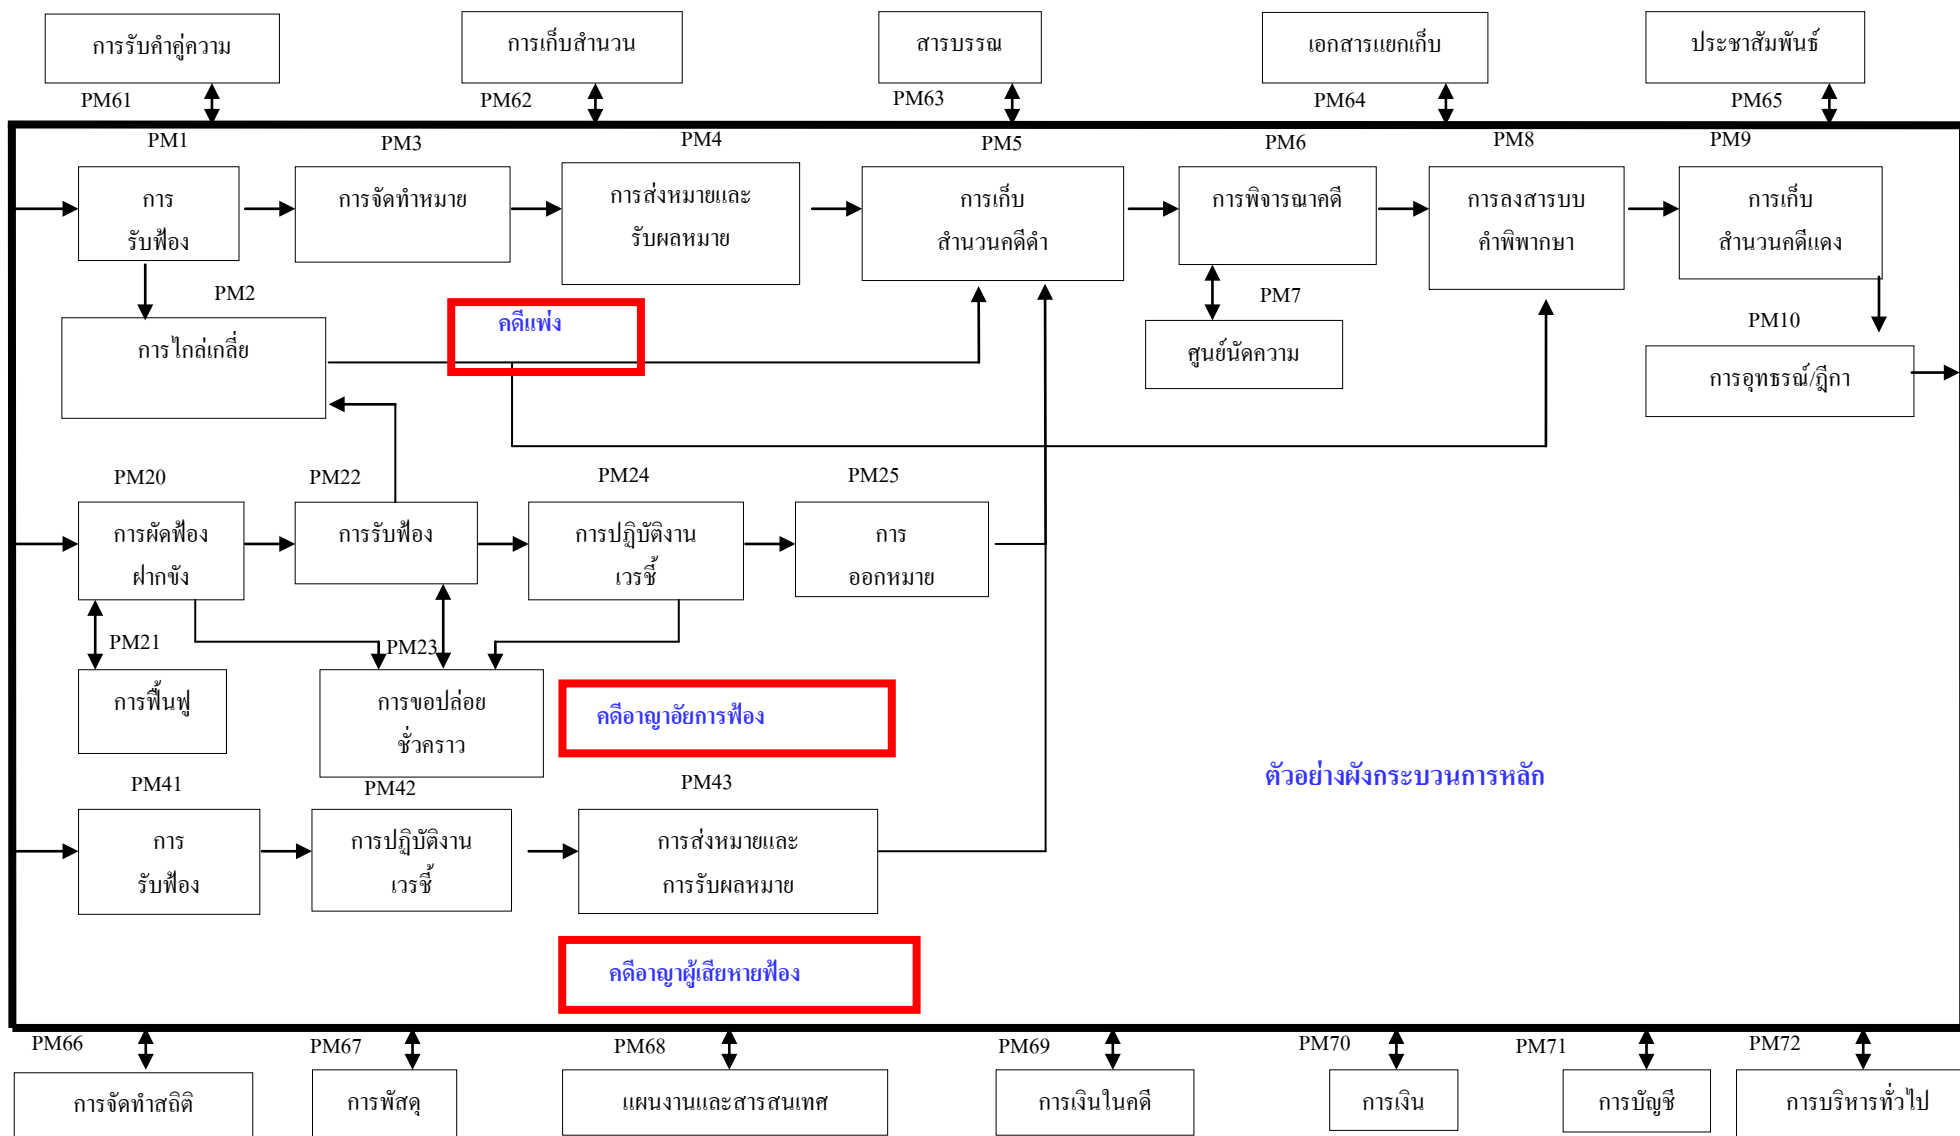 การรับคำคู่ความ
การเก็บสำนวน
สารบรรณ
เอกสารแยกเก็บ
ประชาสัมพันธ์
PM61
PM62
PM63
PM64
PM65
PM1
PM3
PM4
PM5
PM6
PM8
PM9
การ
รับฟ้อง
การจัดทำหมาย
การส่งหมายและ
รับผลหมาย
การเก็บ
สำนวนคดีดำ
การพิจารณาคดี
การลงสารบบ
คำพิพากษา
การเก็บ
สำนวนคดีแดง
PM2
PM7
PM10
การไกล่เกลี่ย
คดีแพ่ง
ศูนย์นัดความ
การอุทธรณ์/ฎีกา
PM20
PM22
PM24
PM25
การผัดฟ้อง
ฝากขัง
การรับฟ้อง
การปฏิบัติงาน
เวรชี้
การ
ออกหมาย
PM21
PM23
การฟื้นฟู
การขอปล่อย
ชั่วคราว
คดีอาญาอัยการฟ้อง
ตัวอย่างผังกระบวนการหลัก
PM41
PM42
PM43
การ
รับฟ้อง
การปฏิบัติงาน
เวรชี้
การส่งหมายและ
การรับผลหมาย
คดีอาญาผู้เสียหายฟ้อง
PM66
PM67
PM68
PM69
PM70
PM71
PM72
การจัดทำสถิติ
การพัสดุ
แผนงานและสารสนเทศ
การเงินในคดี
การเงิน
การบัญชี
การบริหารทั่วไป